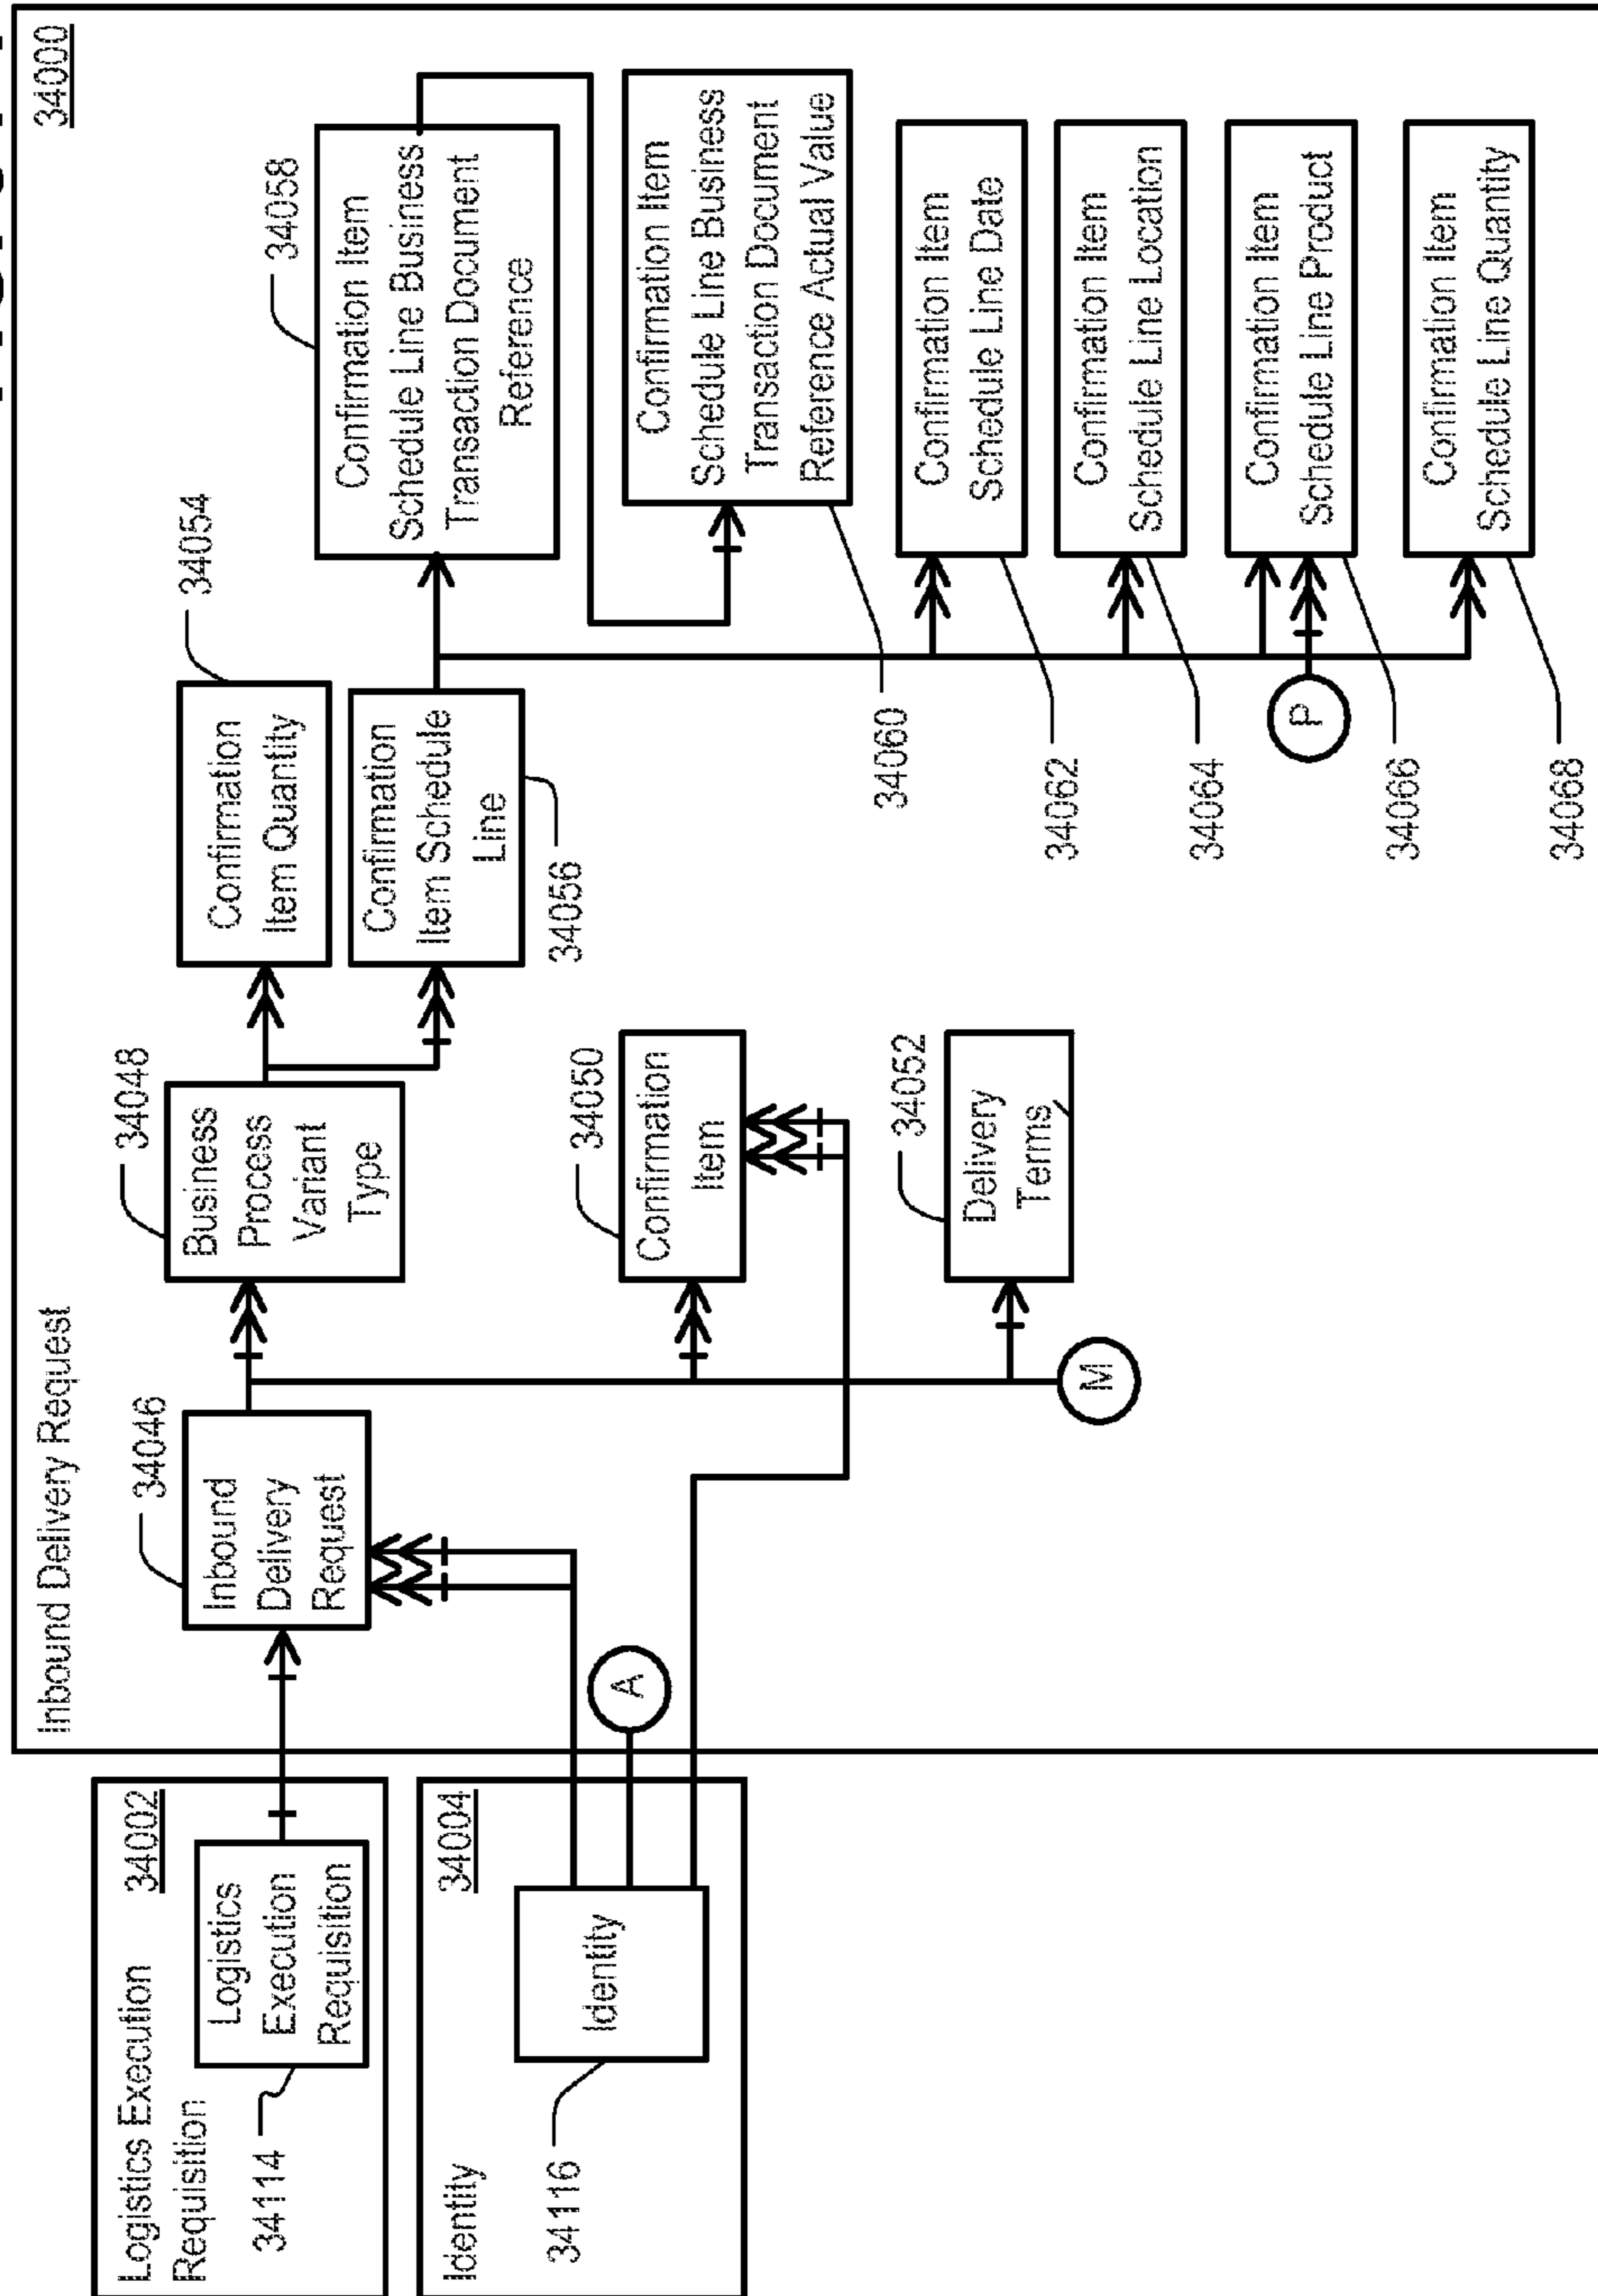 34000
Inbound Delivery Request
Logistics Execution
Requisition
34002
Logistics
Execution
Requisition
34114
Identity
34004
Identity
34116
34046
Inbound
Delivery
Request
A
34048
Business
Process
Variant
Type
34050
Confirmation
Item
34052
Delivery
Terms
M
34054
Confirmation
Item Quantity
Confirmation
Item Schedule
Line
34056
34058
Confirmation Item
Schedule Line Business
Transaction Document
Reference
Confirmation Item
Schedule Line Business
Transaction Document
Reference Actual Value
34060
Confirmation Item
Schedule Line Date
34062
Confirmation Item
Schedule Line Location
34064
Confirmation Item
Schedule Line Product
P
34066
Confirmation Item
Schedule Line Quantity
34068